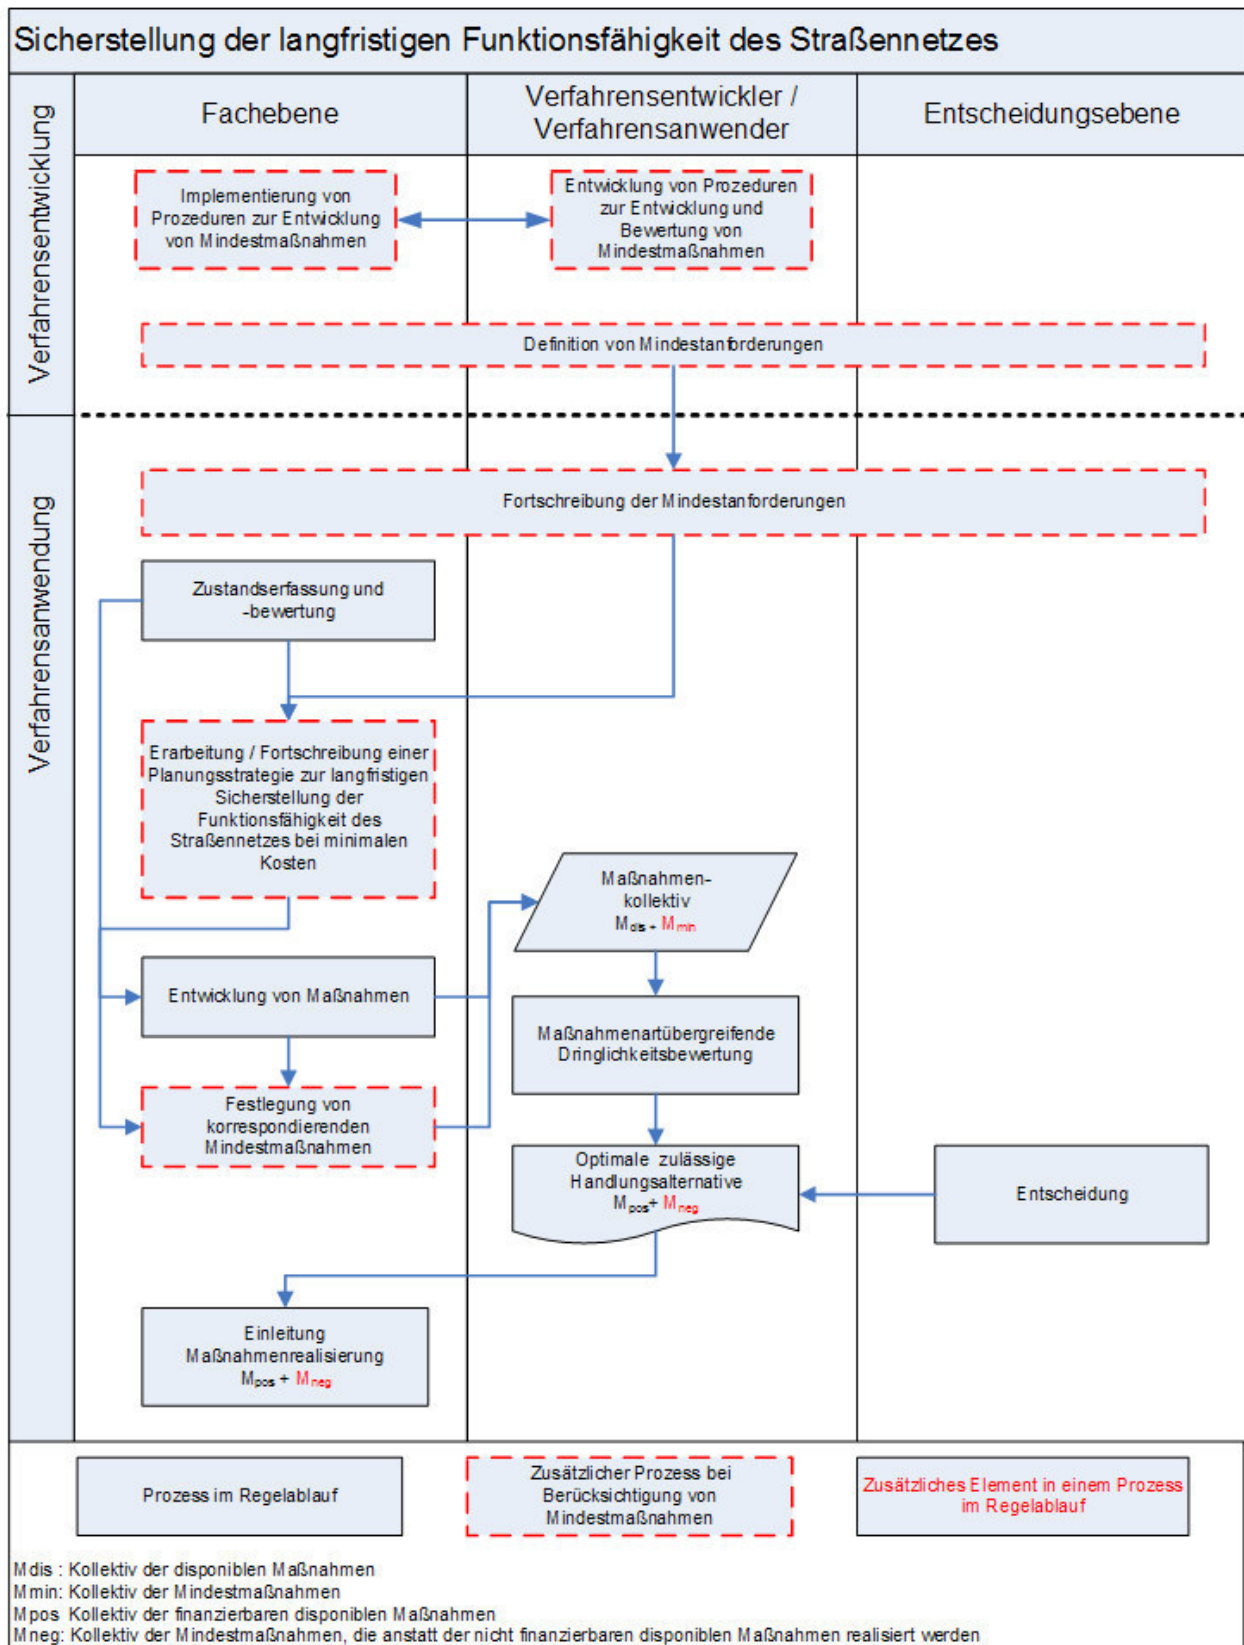 Sicherstellung der langfristigen Funktionsfähigkeit des Straßennetzes
Verfahrensentwicklung
Fachebene
Verfahrensentwickler /
Verfahrensanwender
Entscheidungsebene
Implementierung von
Prozeduren zur Entwicklung
von Mindestmaßnahmen
Entwicklung von Prozeduren
zur Entwicklung und
Bewertung von
Mindestmaßnahmen
Definition von Mindestanforderungen
Verfahrensanwendung
Fortschreibung der Mindestanforderungen
Zustandserfassung und
-bewertung
Erarbeitung / Fortschreibung einer
Planungsstrategie zur langfristigen
Sicherstellung der
Funktionsfähigkeit des
Straßennetzes bei minimalen
Kosten
Maßnahmen-
kollektiv
Mdis + Mmin
Entwicklung von Maßnahmen
Maßnahmenartübergreifende
Dringlichkeitsbewertung
Festlegung von
korrespondierenden
Mindestmaßnahmen
Optimale zulässige
Handlungsalternative
Mpos+ Mneg
Entscheidung
Einleitung
Maßnahmenrealisierung
Mpos + Mneg
Prozess im Regelablauf
Zusätzlicher Prozess bei
Berücksichtigung von
Mindestmaßnahmen
Zusätzliches Element in einem Prozess
im Regelablauf
Mdis : Kollektiv der disponiblen Maßnahmen
Mmin: Kollektiv der Mindestmaßnahmen
Mpos Kollektiv der finanzierbaren disponiblen Maßnahmen
Mneg: Kollektiv der Mindestmaßnahmen, die anstatt der nicht finanzierbaren disponiblen Maßnahmen realisiert werden